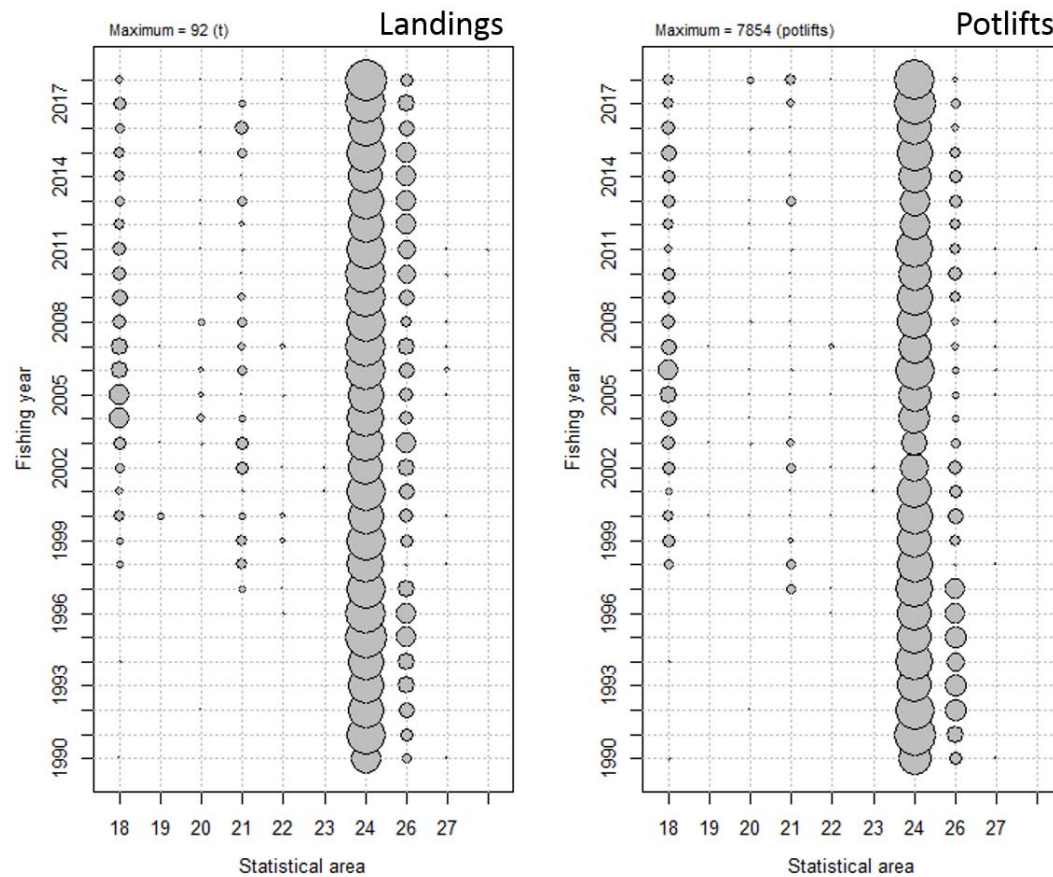 Maximum = 92 (t) Landings
2017
2014
2011
2008
2005
2002
1999
1996
1993
1990
Fishing year
18 19 20 21 22 23 24 26 27
Statistical area
Maximum = 7854 (potlifts) Potlifts
2017
2014
2011
2008
2005
2002
1999
1996
1993
1990
Fishing year
18 19 20 21 22 23 24 26 27
Statistical area